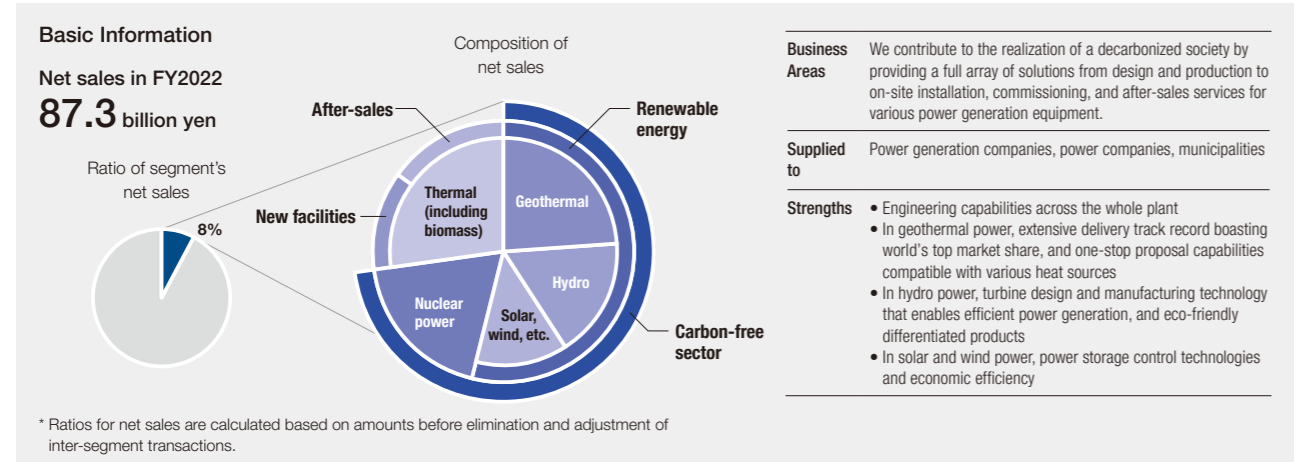 Basic Information
Net sales in FY2022
87.3 billion yen
Ratio of segment's
net sales
8%
Composition of
net sales
After-sales
Renewable
energy
New facilities
Thermal
(including
biomass)
Geothermal
Hydro
Nuclear
power
Solar,
wind, etc.
Carbon-free
sector
Business
Areas
We contribute to the realization of a decarbonized society by
providing a full array of solutions from design and production to
on-site installation, commissioning, and after-sales services for
various power generation equipment.
Supplied
to
Power generation companies, power companies, municipalities
Strengths
• Engineering capabilities across the whole plant
• In geothermal power, extensive delivery track record boasting
world's top market share, and one-stop proposal capabilities
compatible with various heat sources
• In hydro power, turbine design and manufacturing technology
that enables efficient power generation, and eco-friendly
differentiated products
• In solar and wind power, power storage control technologies
and economic efficiency
* Ratios for net sales are calculated based on amounts before elimination and adjustment of
inter-segment transactions.